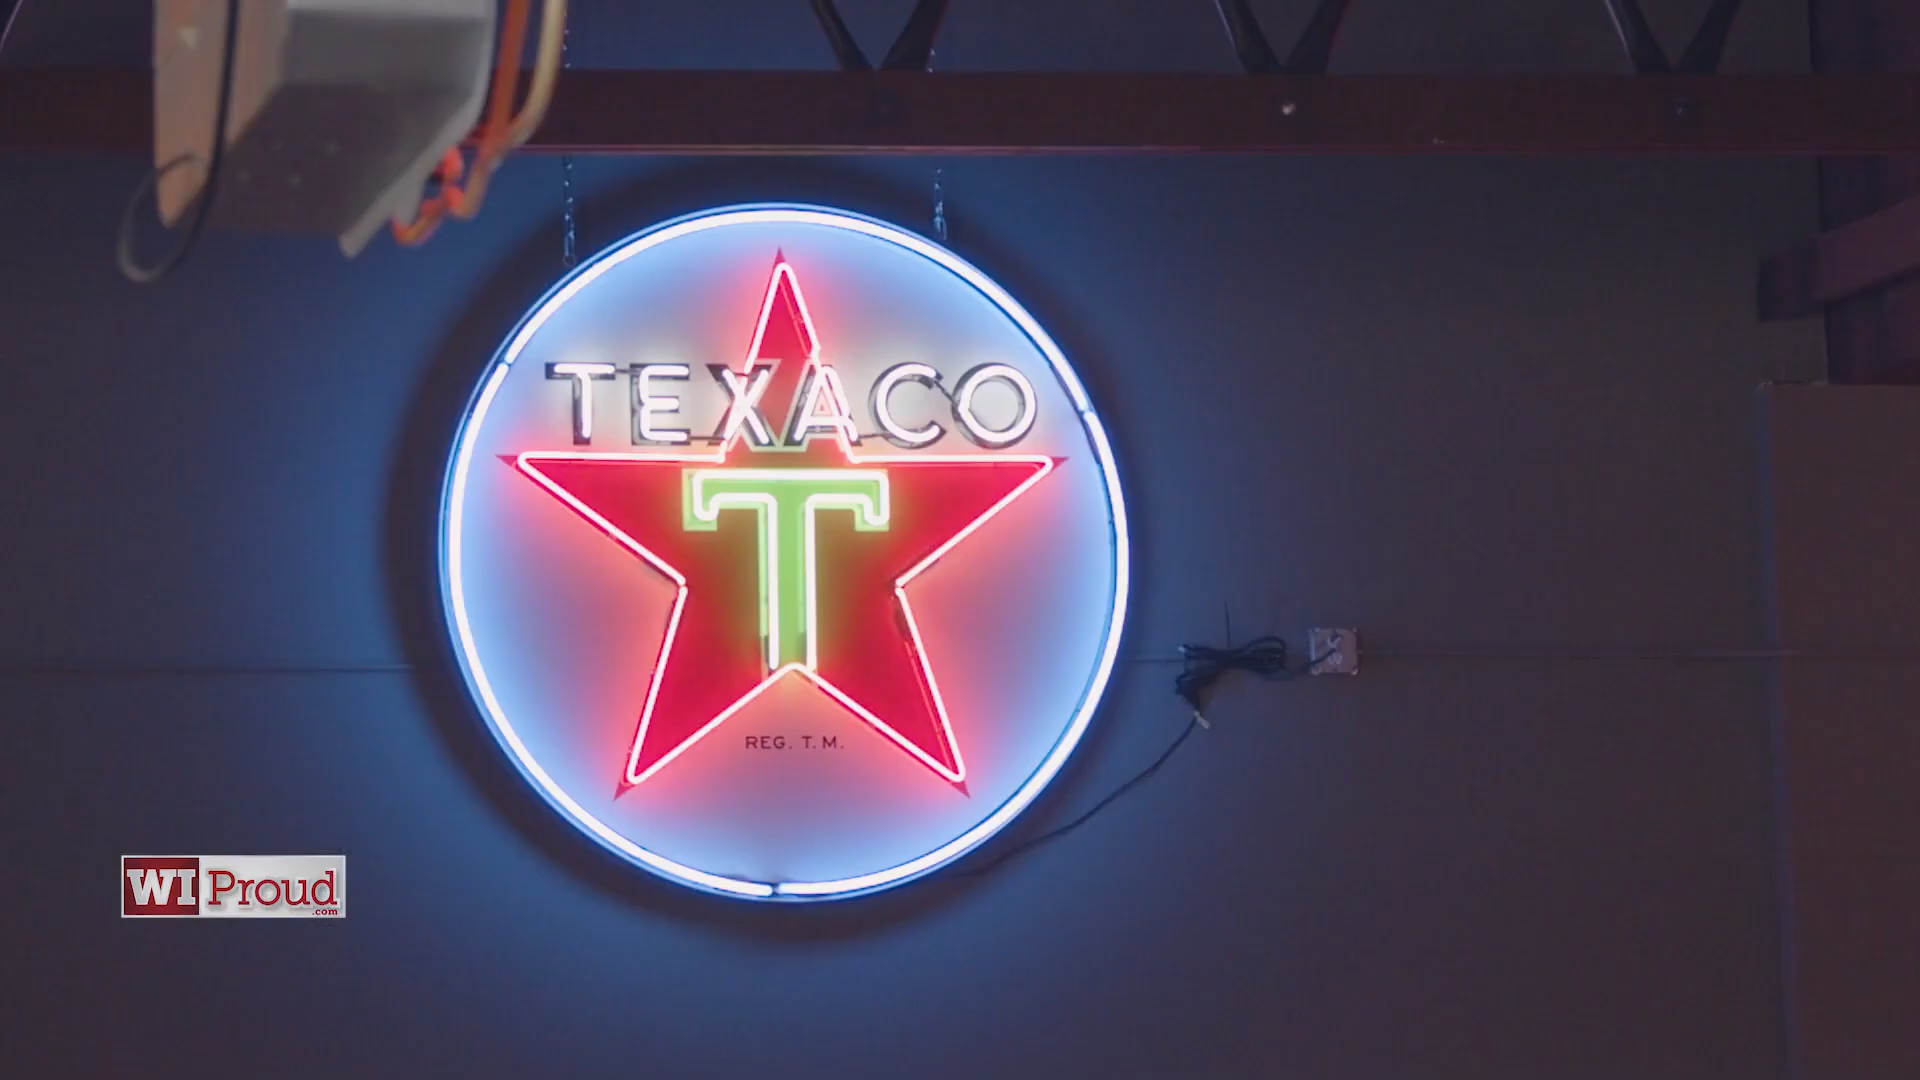 TEXACO
T
REG. T. M.
WI Proud
.com